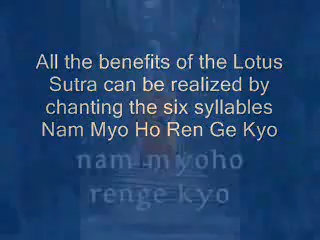 All the benefits of the Lotus
Sutra can be realized by
chanting the six syllables
Nam Myo Ho Ren Ge Kyo
nam myoho
renge kyo